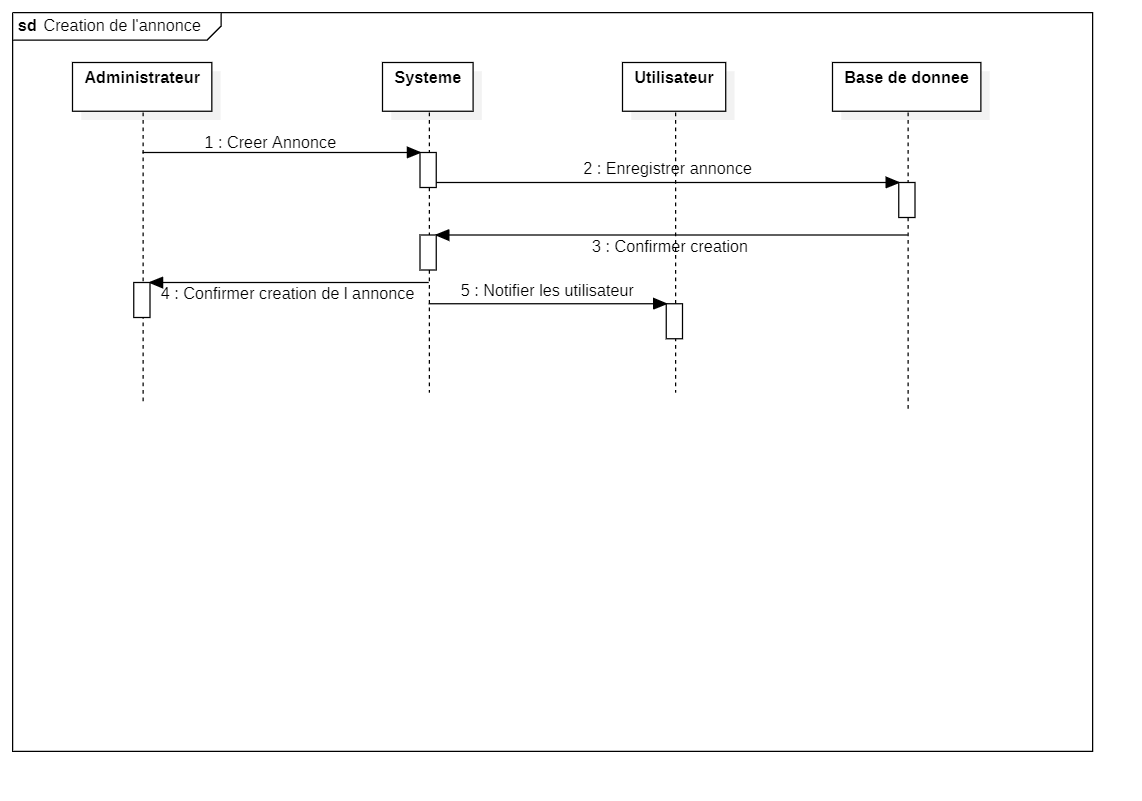 sd Creation de l'annonce
Administrateur
Systeme
Utilisateur
Base de donnee
1 : Creer Annonce
2 : Enregistrer annonce
3 : Confirmer creation
4 : Confirmer creation de l annonce
5 : Notifier les utilisateur